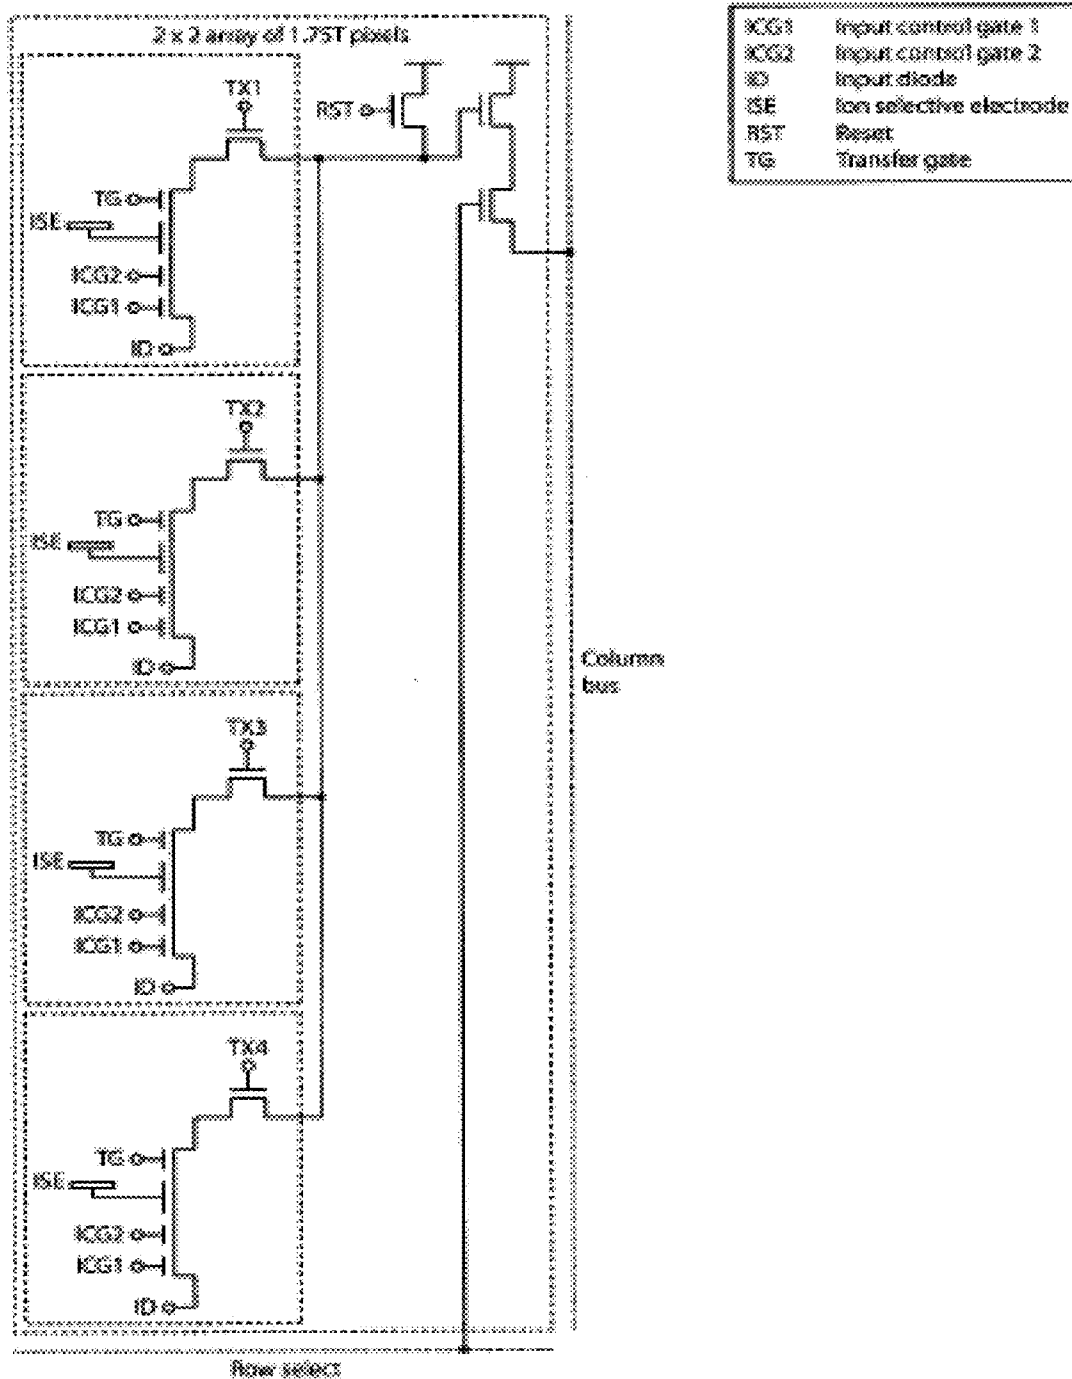 2 x 2 array of 1.75T pixels
ICG1 Input control gate 1
ICG2 Input control gate 2
ID Input diode
ISE Ion selective electrode
RST Reset
TG Transfer gate
TX1
RST
TG
ISE
ICG2
ICG1
ID
TX2
TG
ISE
ICG2
ICG1
ID
Column
bus
TX3
TG
ISE
ICG2
ICG1
ID
TX4
TG
ISE
ICG2
ICG1
ID
Row select